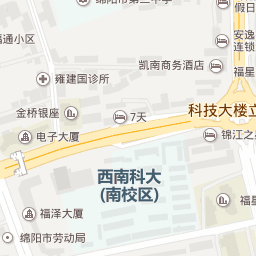 绵阳市第三中学
假日
福通小区
安逸
连锁
凯南商务酒店
雍建国诊所
福星
金桥银座
7天
科技大楼立
电子大厦
锦江之
西南科大
(南校区)
福泽大厦
福星
绵阳市劳动局